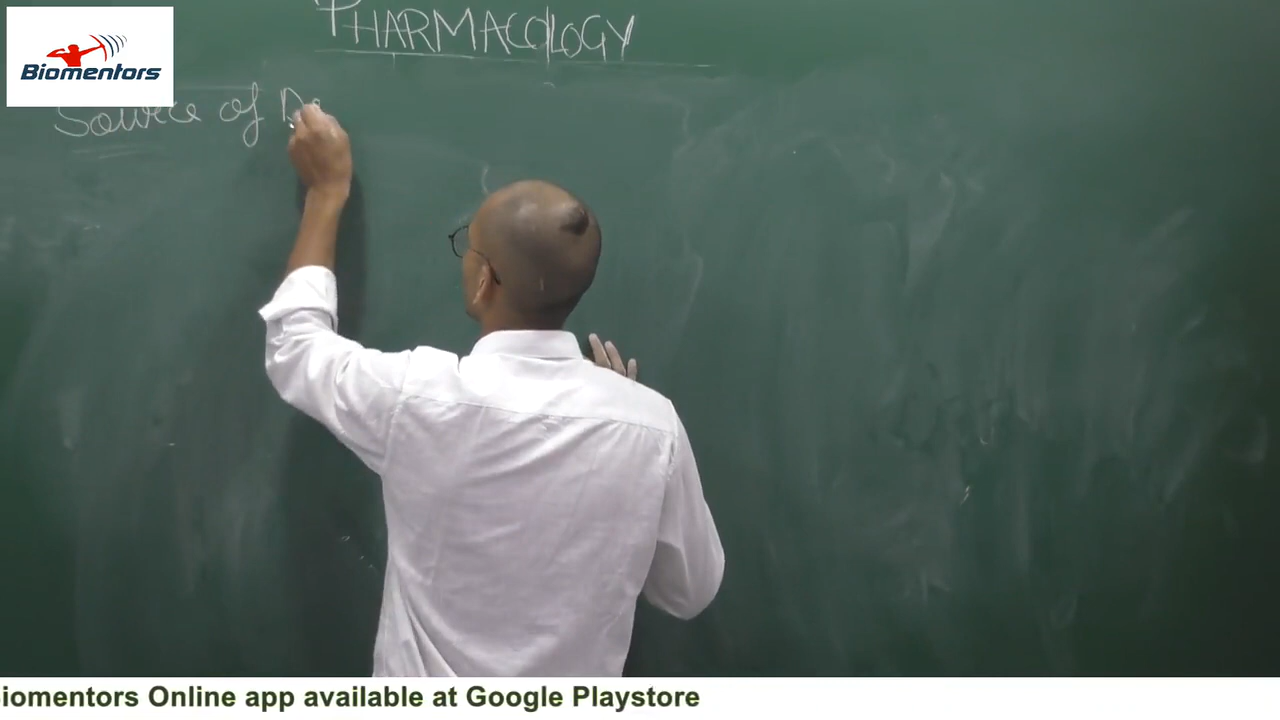 PHARMACOLOGY
Biomentors
Source of
iomentors Online app available at Google Playstore